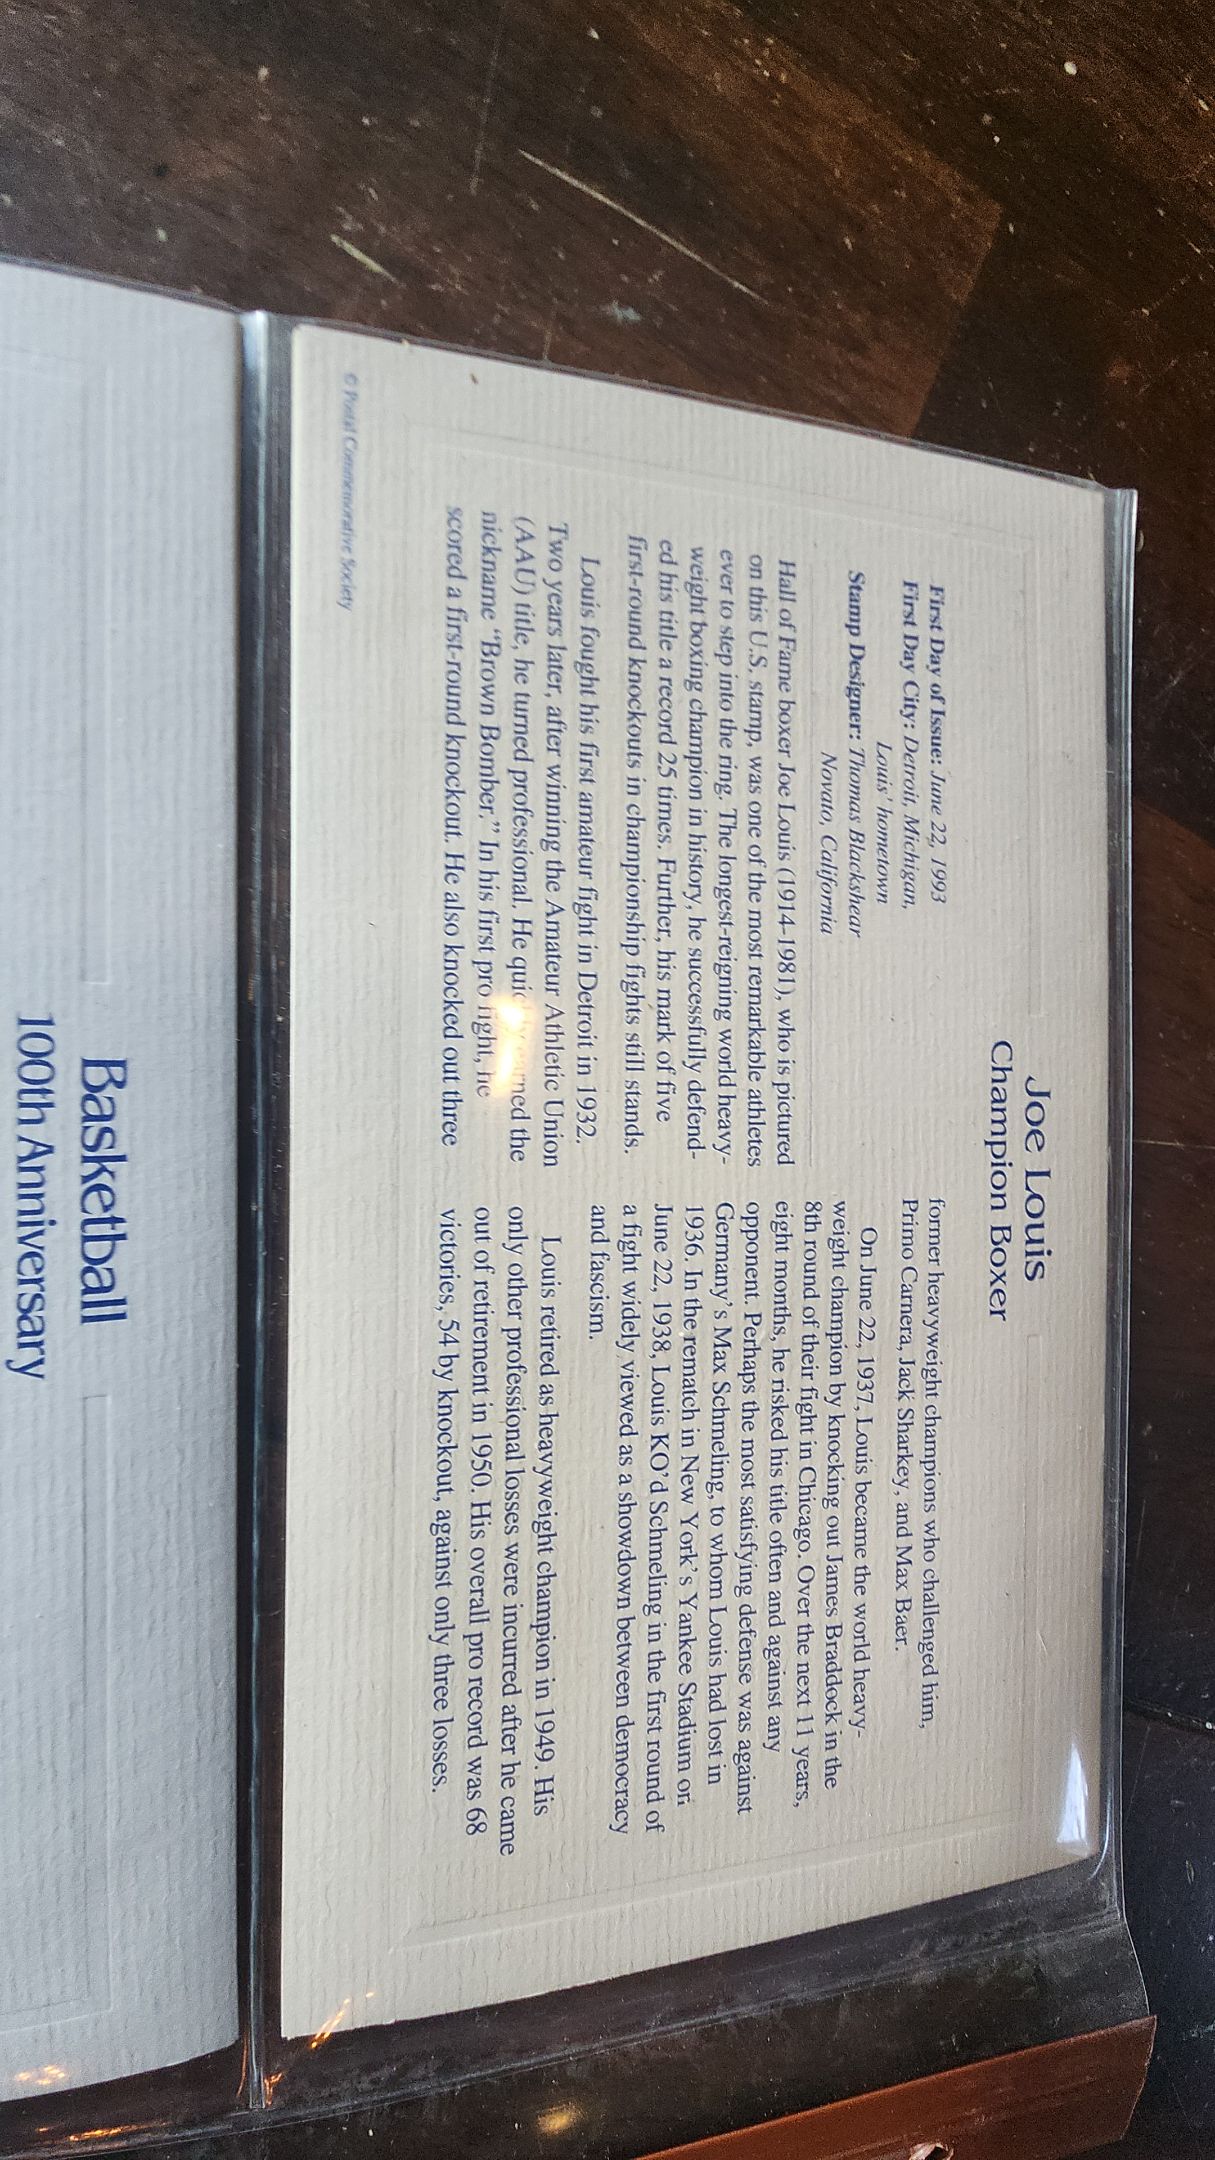 Joe Louis
Champion Boxer
First Day of Issue: June 22, 1993
First Day City: Detroit, Michigan,
Louis' hometown
Stamp Designer: Thomas Blackshear
Novato, California
Hall of Fame boxer Joe Louis (1914-1981), who is pictured
on this U.S. stamp, was one of the most remarkable athletes
ever to step into the ring. The longest-reigning world heavy-
weight boxing champion in history, he successfully defend-
ed his title a record 25 times. Further, his mark of five
first-round knockouts in championship fights still stands.
Louis fought his first amateur fight in Detroit in 1932.
Two years later, after winning the Amateur Athletic Union
(AAU) title, he turned professional. He quickly earned the
nickname “Brown Bomber.” In his first pro fight, he
scored a first-round knockout. He also knocked out three
former heavyweight champions who challenged him,
Primo Carnera, Jack Sharkey, and Max Baer.
On June 22, 1937, Louis became the world heavy-
weight champion by knocking out James Braddock in the
8th round of their fight in Chicago. Over the next 11 years,
eight months, he risked his title often and against any
opponent. Perhaps the most satisfying defense was against
Germany's Max Schmeling, to whom Louis had lost in
1936. In the rematch in New York's Yankee Stadium on
June 22, 1938, Louis KO'd Schmeling in the first round of
a fight widely viewed as a showdown between democracy
and fascism.
Louis retired as heavyweight champion in 1949. His
only other professional losses were incurred after he came
out of retirement in 1950. His overall pro record was 68
victories, 54 by knockout, against only three losses.
© Postal Commemorative Society
Basketball
100th Anniversary